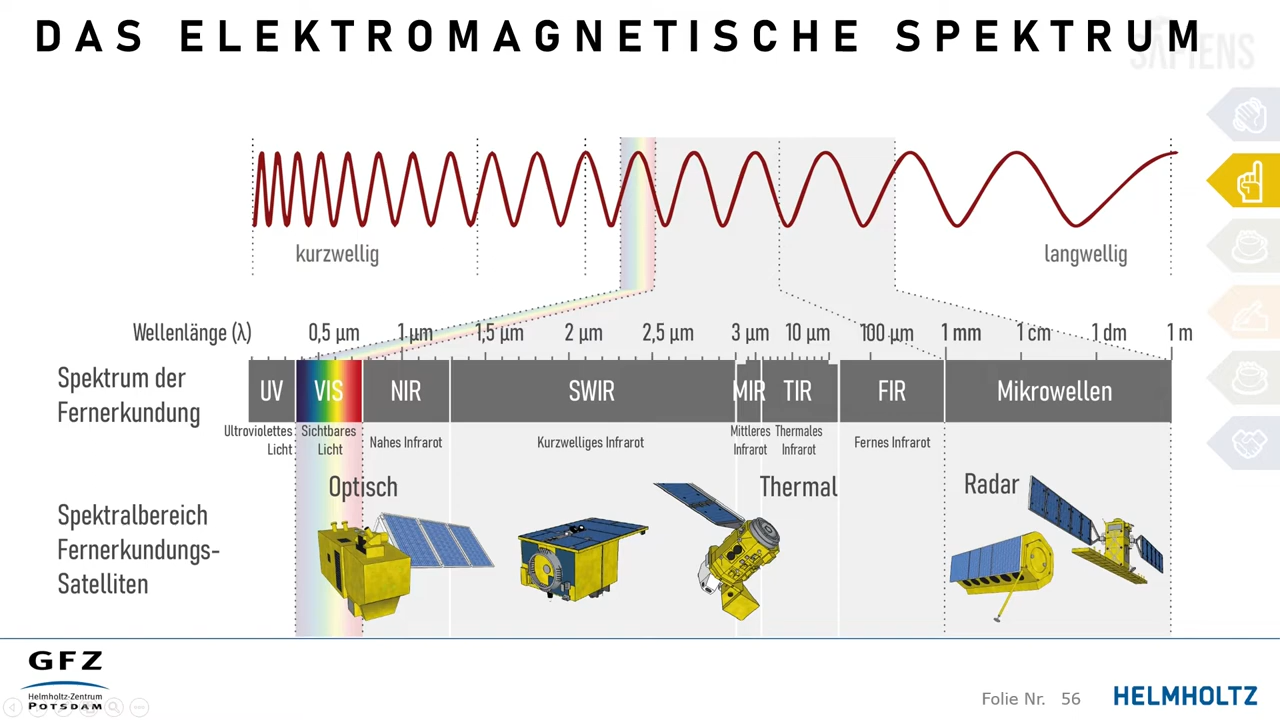 DAS ELEKTROMAGNETISCHE SPEKTRUM
SAPIENS
kurzwellig
langwellig
Wellenlänge (λ)
0,5 µm 1 µm 1,5 µm 2 µm 2,5 µm 3 µm 10 µm 100 µm 1 mm 1 cm 1 dm 1 m
Spektrum der
Fernerkundung
UV VIS NIR SWIR MIR TIR FIR Mikrowellen
Ultroviolettes
Licht
Sichtbares
Licht
Nahes Infrarot
Kurzwelliges Infrarot
Mittleres
Infrarot
Thermales
Infrarot
Fernes Infrarot
Optisch
Thermal
Radar
Spektralbereich
Fernerkundungs-
Satelliten
GFZ
Helmholtz-Zentrum
POTSDAM
Folie Nr. 56
HELMHOLTZ